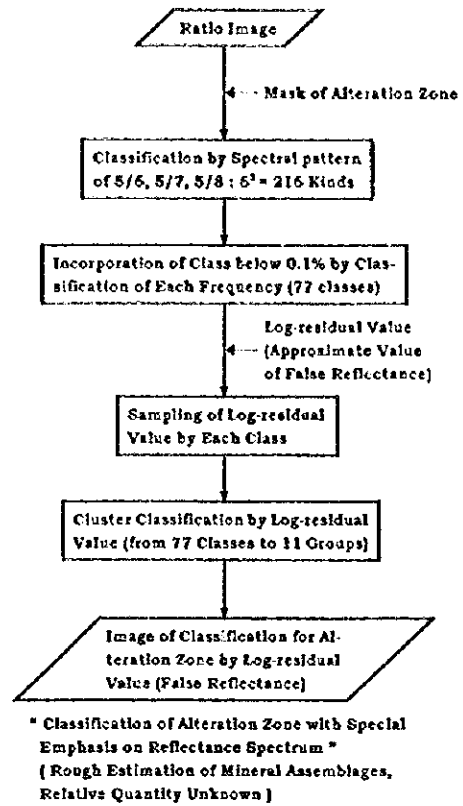 Ratio Image
Mask of Alteration Zone
Classification by Spectral pattern
of 5/6, 5/7, 5/8 : 6³ = 216 Kinds
Incorporation of Class below 0.1% by Clas-
sification of Each Frequency (77 classes)
Log-residual Value
(Approximate Value
of False Reflectance)
Sampling of Log-residual
Value by Each Class
Cluster Classification by Log-residual
Value (from 77 Classes to 11 Groups)
Image of Classification for Al-
teration Zone by Log-residual
Value (False Reflectance)
" Classification of Alteration Zone with Special
Emphasis on Reflectance Spectrum "
( Rough Estimation of Mineral Assemblages,
Relative Quantity Unknown )